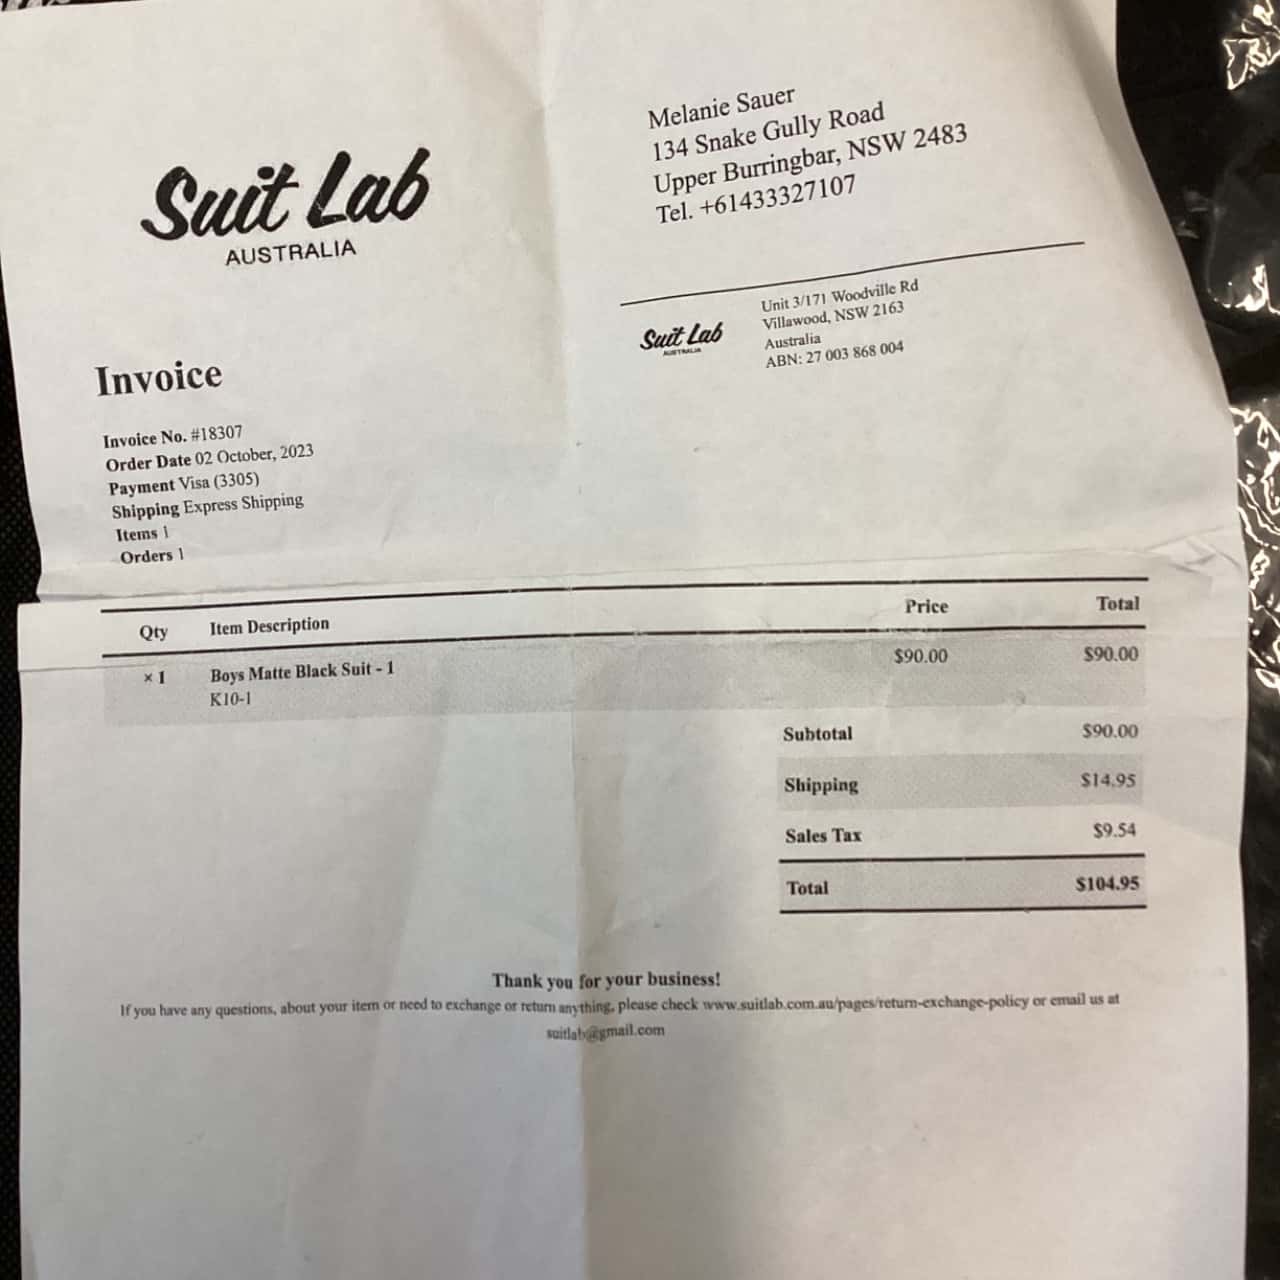 Suit Lab
AUSTRALIA
Melanie Sauer
134 Snake Gully Road
Upper Burringbar, NSW 2483
Tel. +61433327107
Suit Lab
AUSTRALIA
Unit 3/171 Woodville Rd
Villawood, NSW 2163
Australia
ABN: 27 003 868 004
Invoice
Invoice No. #18307
Order Date 02 October, 2023
Payment Visa (3305)
Shipping Express Shipping
Items 1
Orders 1
Qty Item Description Price Total
× 1 Boys Matte Black Suit - 1 $90.00 $90.00
K10-1
Subtotal $90.00
Shipping $14.95
Sales Tax $9.54
Total $104.95
Thank you for your business!
If you have any questions, about your item or need to exchange or return anything, please check www.suitlab.com.au/pages/return-exchange-policy or email us at
suitlab@gmail.com